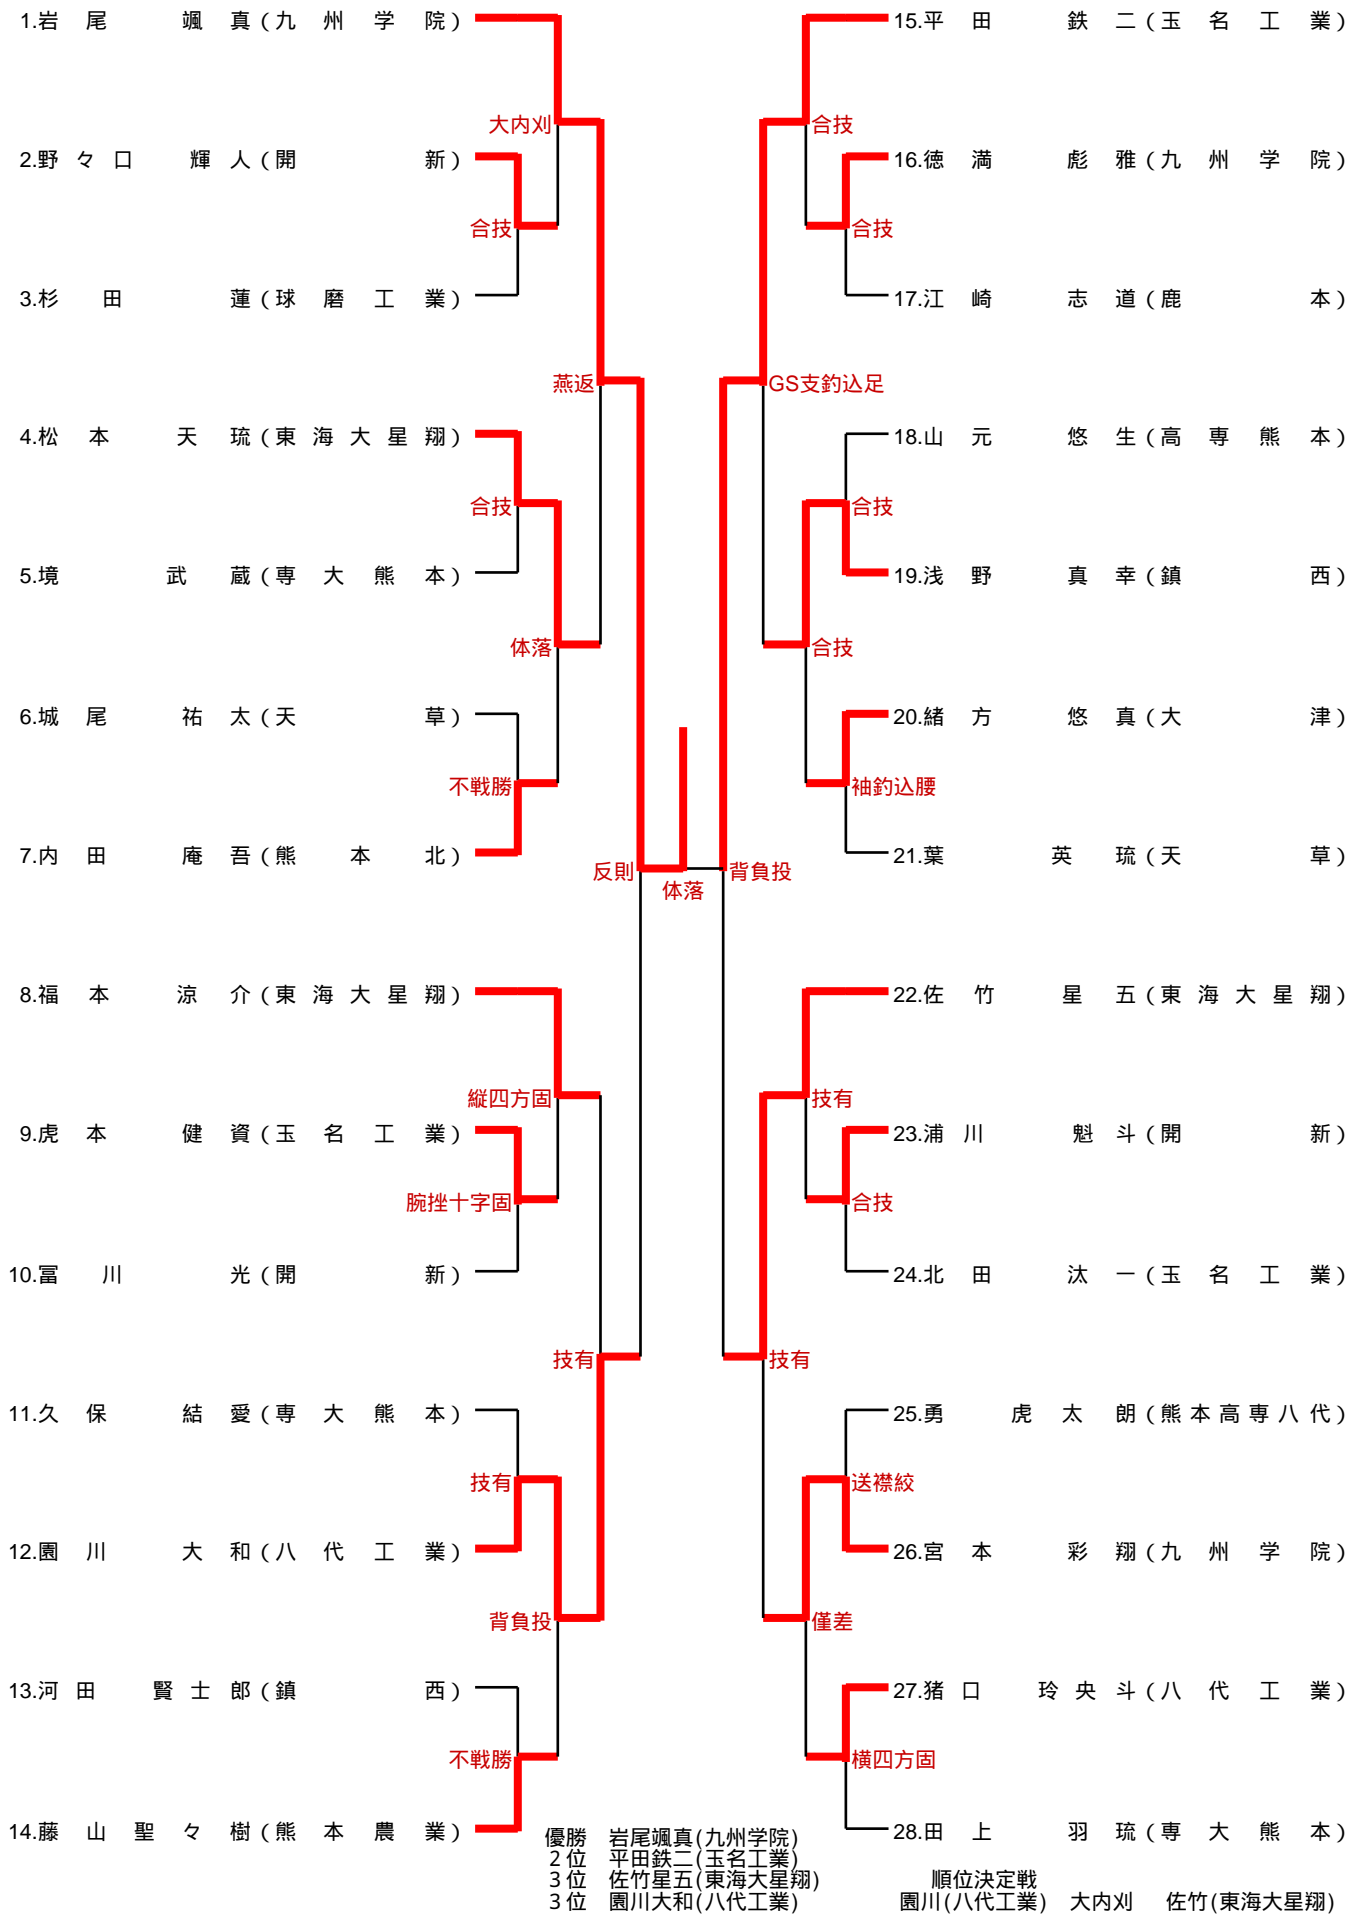 1.岩尾 颯真(九州学院)
大内刈
2.野々口 輝人(開新)
合技
3.杉田 蓮(球磨工業)
燕返
4.松本 天琉(東海大星翔)
合技
5.境 武蔵(専大熊本)
体落
6.城尾 祐太(天草)
不戦勝
7.内田 庵吾(熊本北)
反則
8.福本 涼介(東海大星翔)
縦四方固
9.虎本 健資(玉名工業)
腕挫十字固
10.冨川 光(開新)
技有
11.久保 結愛(専大熊本)
技有
12.園川 大和(八代工業)
背負投
13.河田 賢士郎(鎮西)
不戦勝
14.藤山 聖々樹(熊本農業)
体落
15.平田 鉄二(玉名工業)
合技
16.徳満 彪雅(九州学院)
合技
17.江崎 志道(鹿本)
GS支釣込足
18.山元 悠生(高専熊本)
合技
19.浅野 真幸(鎮西)
合技
20.緒方 悠真(大津)
袖釣込腰
21.葉 英琉(天草)
背負投
22.佐竹 星五(東海大星翔)
技有
23.浦川 魁斗(開新)
合技
24.北田 汰一(玉名工業)
技有
25.勇 虎太朗(熊本高専八代)
送襟絞
26.宮本 彩翔(九州学院)
僅差
27.猪口 玲央斗(八代工業)
横四方固
28.田上 羽琉(専大熊本)
優勝 岩尾颯真(九州学院)
2位 平田鉄二(玉名工業)
3位 佐竹星五(東海大星翔)
3位 園川大和(八代工業)
順位決定戦
園川(八代工業) 大内刈 佐竹(東海大星翔)